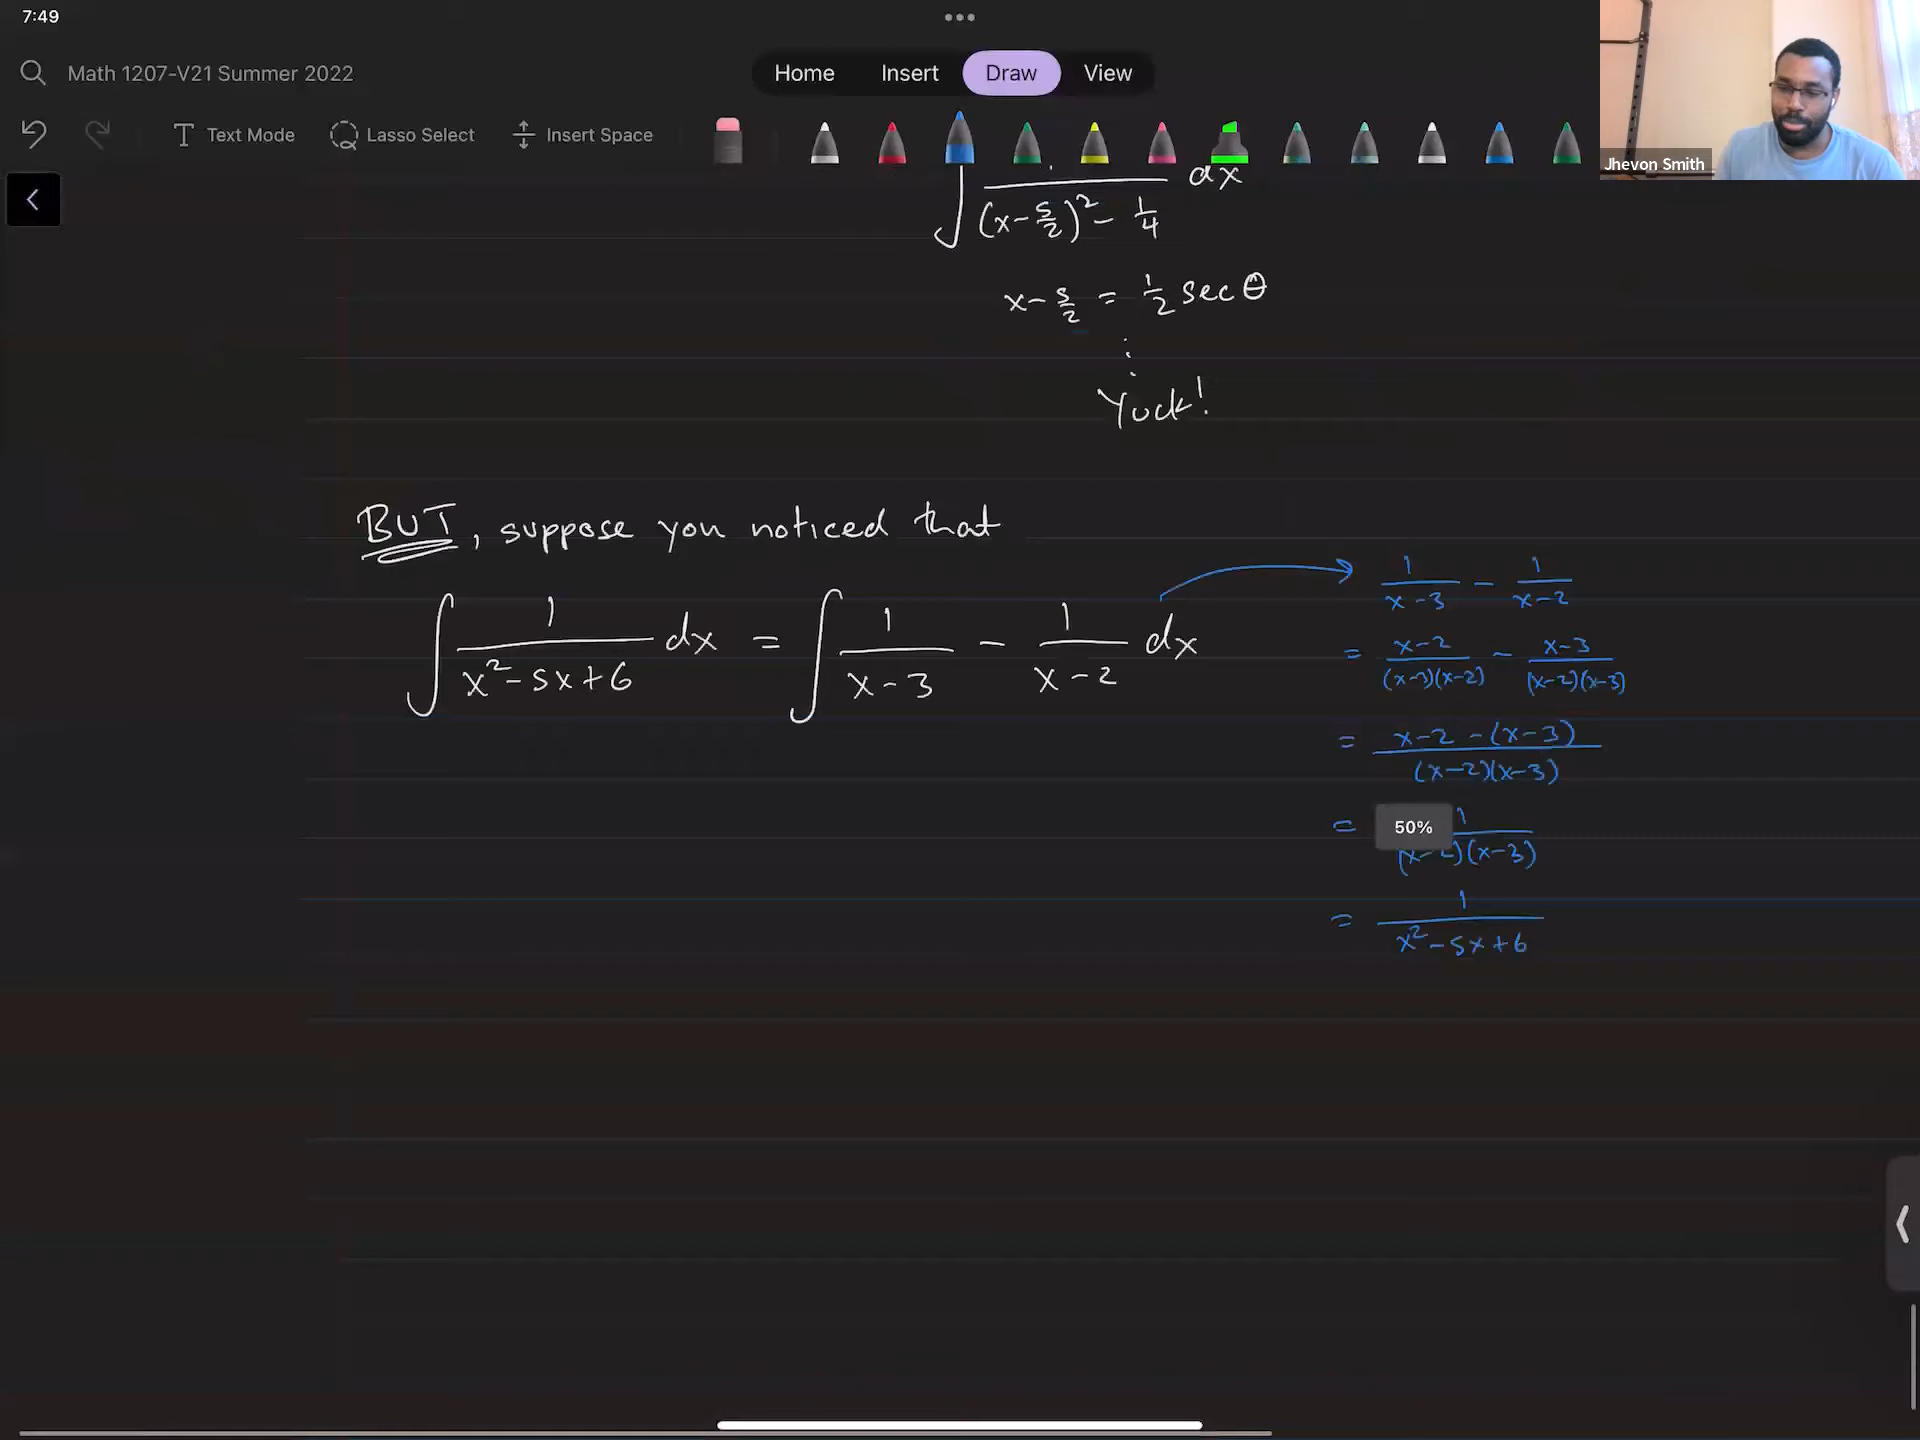 7:49
Math 1207-V21 Summer 2022
Home Insert Draw View
Text Mode Lasso Select Insert Space
Jhevon Smith
∫ 1/((x-5/2)² - 1/4) dx
x - 5/2 = 1/2 sec θ
⋮
Yuck!
BUT, suppose you noticed that
∫ 1/(x²-5x+6) dx = ∫ 1/(x-3) - 1/(x-2) dx
1/(x-3) - 1/(x-2)
= (x-2)/((x-3)(x-2)) - (x-3)/((x-2)(x-3))
= (x-2-(x-3))/((x-2)(x-3))
= 1/((x-2)(x-3))
50%
= 1/(x²-5x+6)